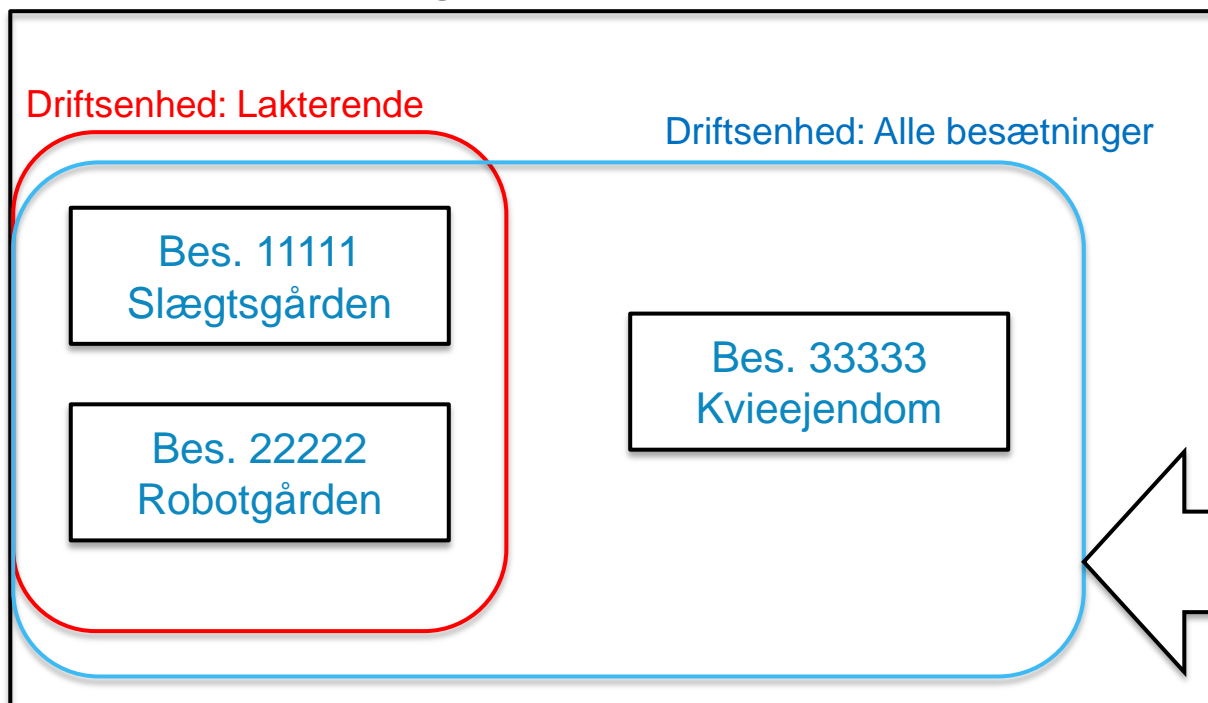 Driftsenhed: Lakterende
Driftsenhed: Alle besætninger
Bes. 11111
Slægtsgården
Bes. 33333
Kvieejendom
Bes. 22222
Robotgården